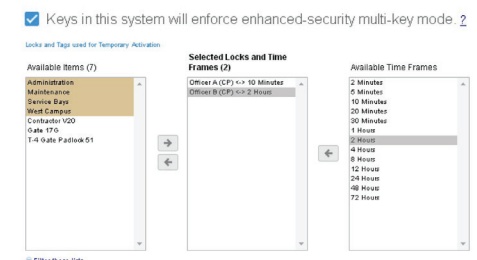 Keys in this system will enforce enhanced-security multi-key mode. ?
Locks and Tags used for Temporary Activation
Available Items (7)
Administration
Maintenance
Service Bays
West Campus
Contractor V20
Gate 17G
T-4 Gate Padlock 51
Selected Locks and Time
Frames (2)
Officer A (CP) <-> 10 Minutes
Officer B (CP) <-> 2 Hours
Available Time Frames
2 Minutes
5 Minutes
10 Minutes
20 Minutes
30 Minutes
1 Hours
2 Hours
4 Hours
8 Hours
12 Hours
24 Hours
48 Hours
72 Hours